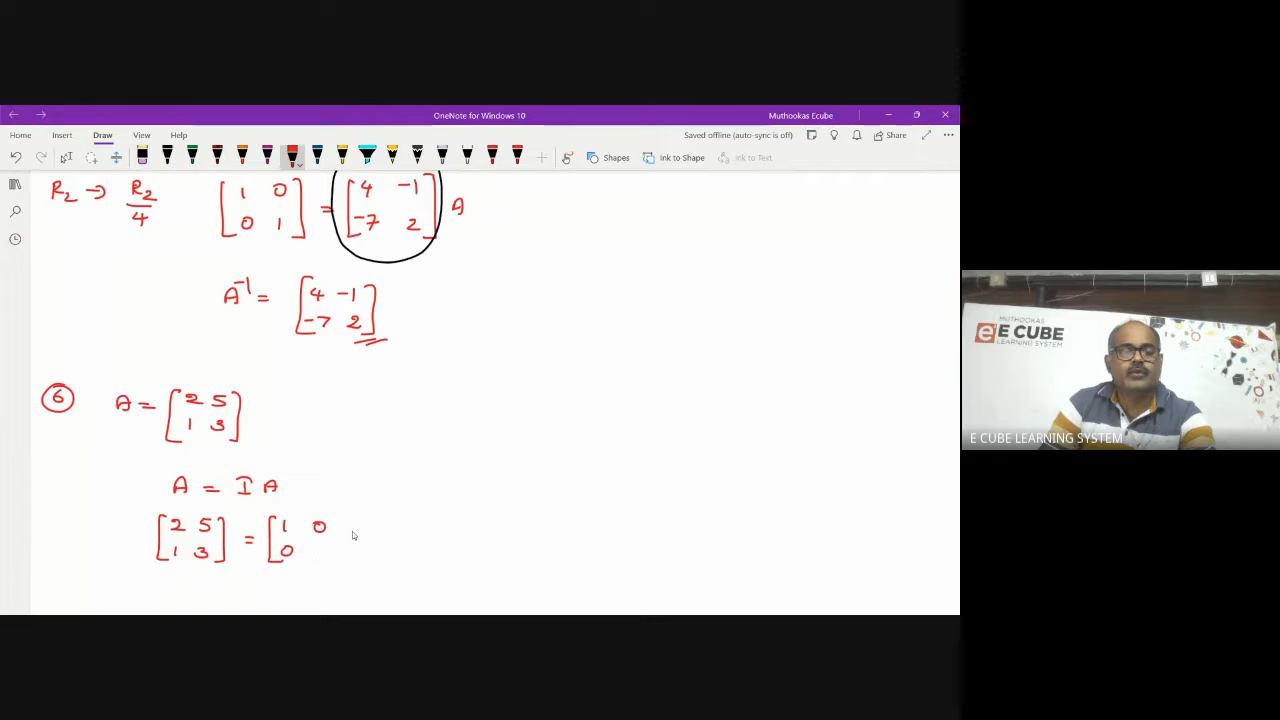 OneNote for Windows 10
Muthookas Ecube
Home Insert Draw View Help
Saved offline (auto-sync is off)
Share
Shapes
Ink to Shape
Ink to Text
R₂ → R₂/4 [1 0 = [4 -1 A
0 1] -7 2]
A⁻¹ = [4 -1
-7 2]
6 A = [2 5
1 3]
A = I A
[2 5 = [1 0
1 3] 0
MUTHOOKAS
e E CUBE
LEARNING SYSTEM
E CUBE LEARNING SYSTEM